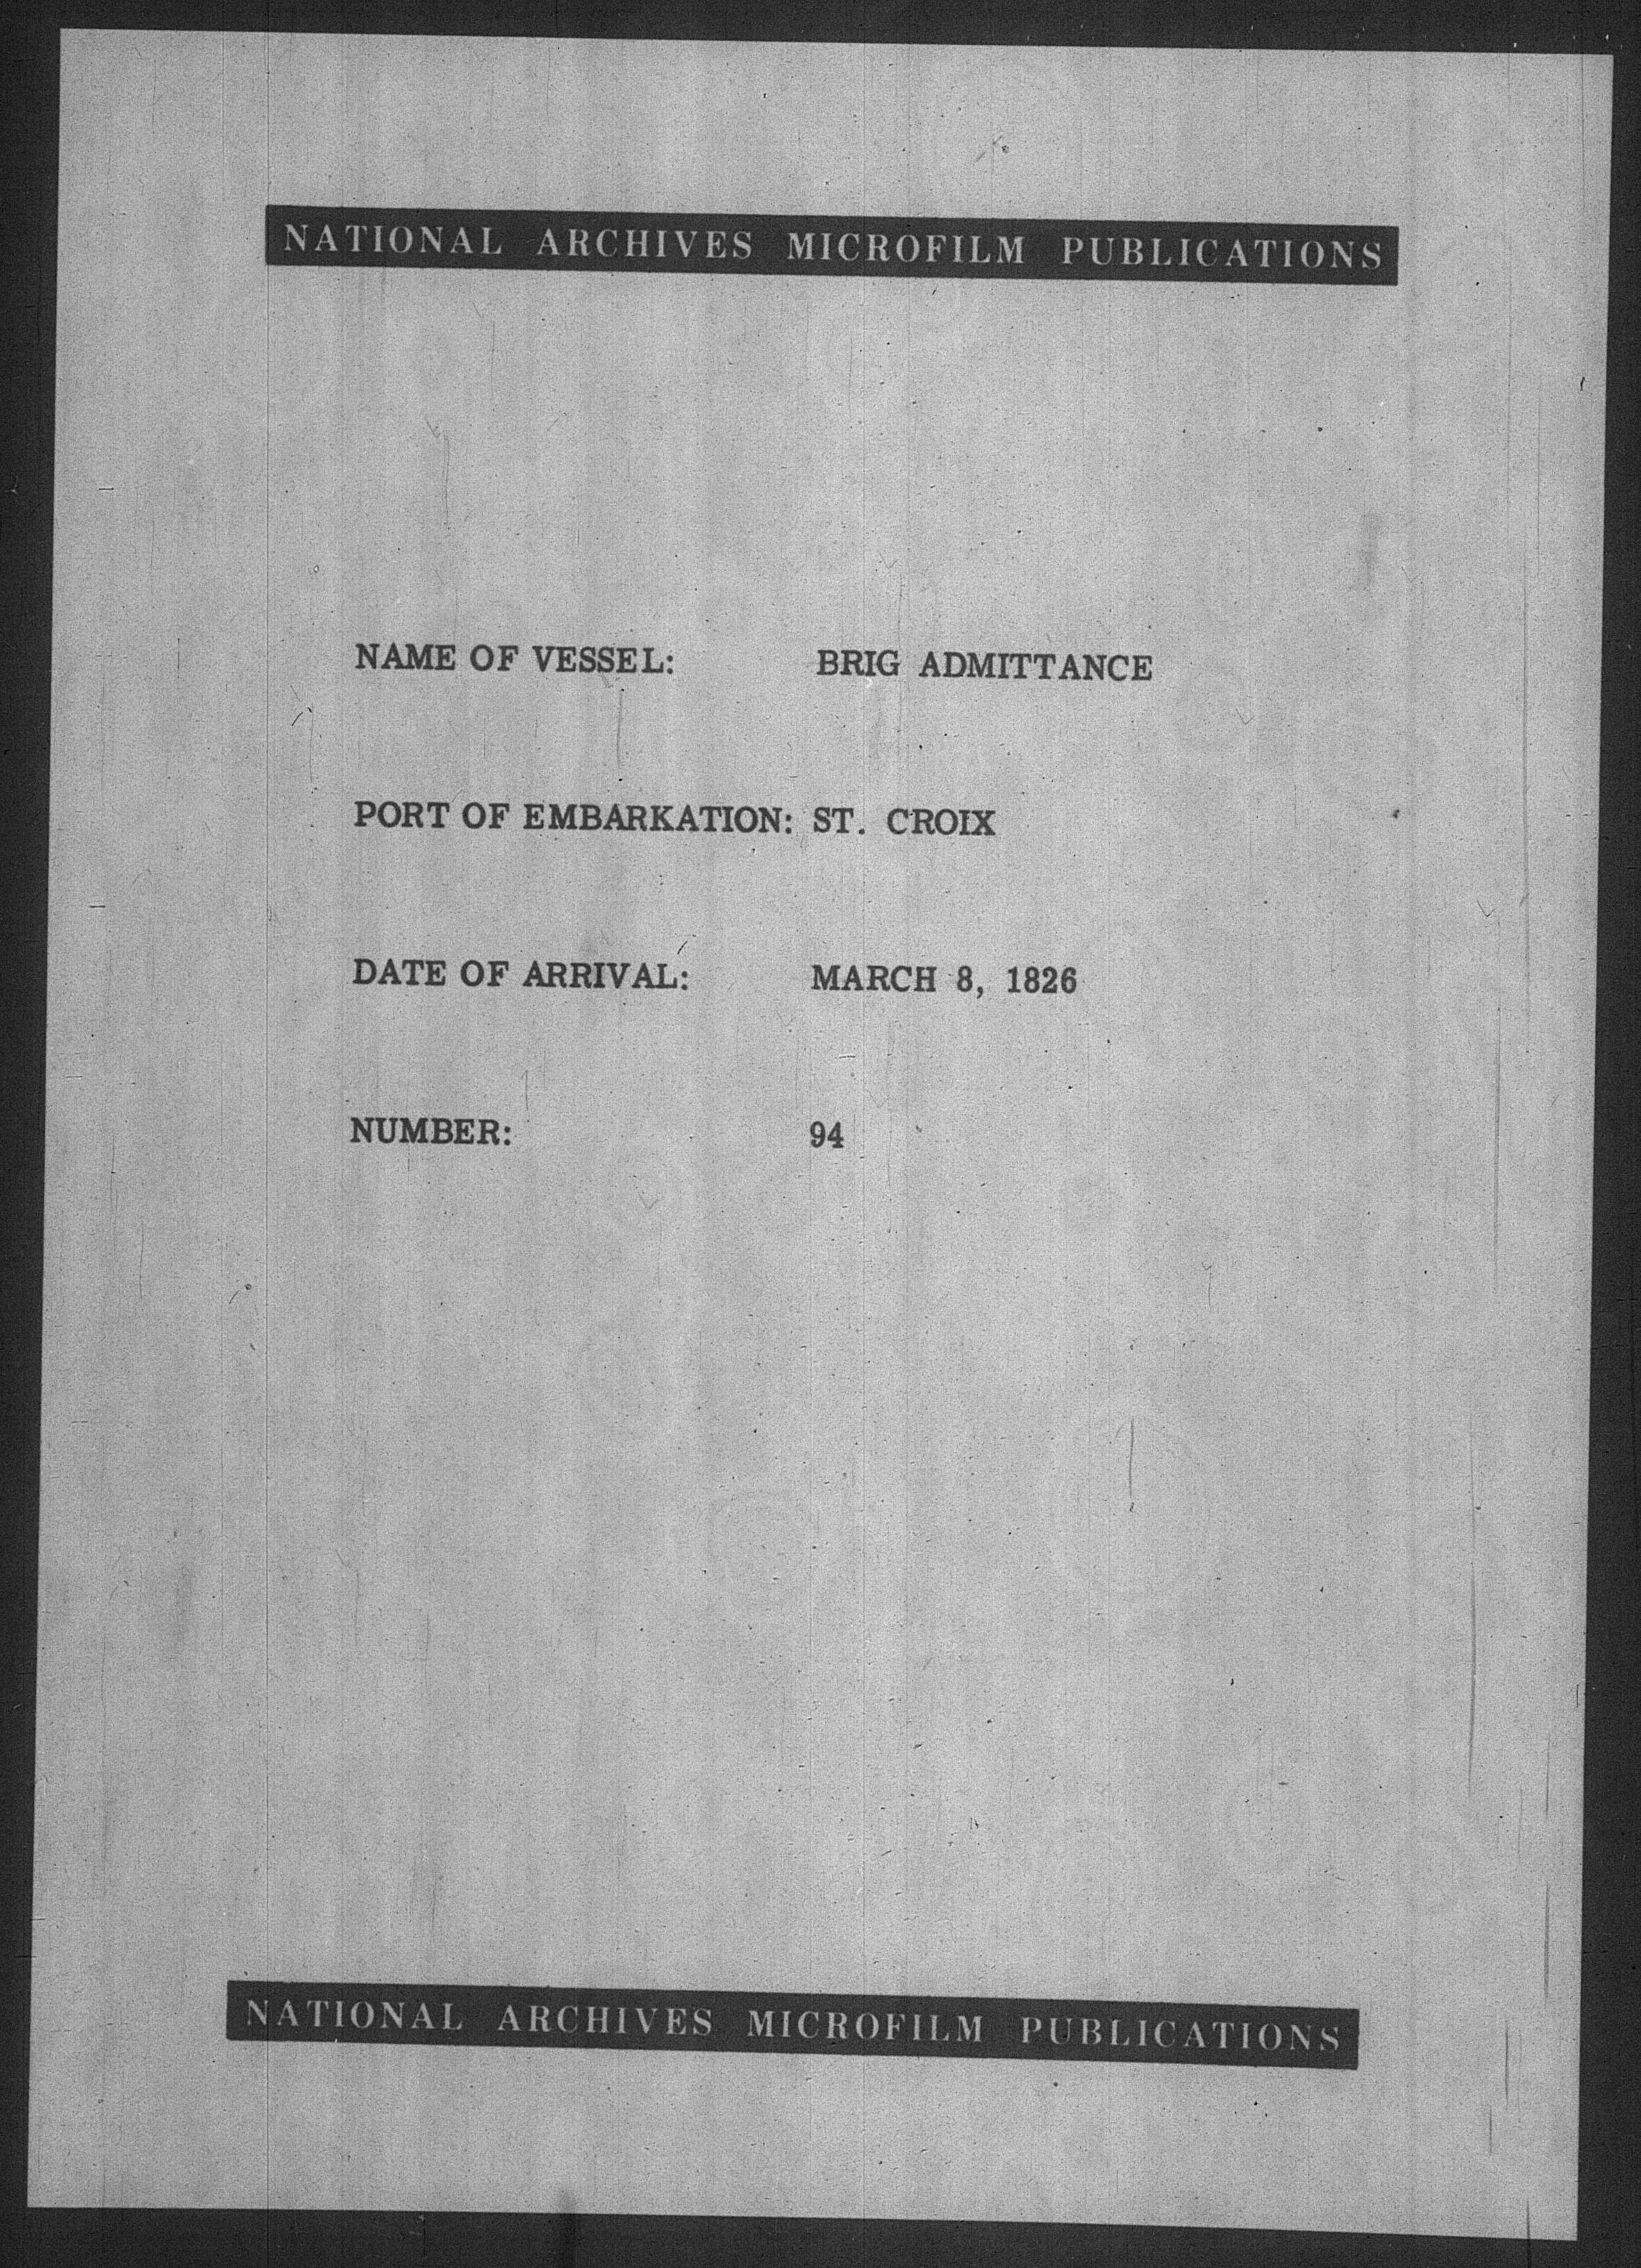 NATIONAL ARCHIVES MICROFILM PUBLICATIONS
NAME OF VESSEL: BRIG ADMITTANCE
PORT OF EMBARKATION: ST. CROIX
DATE OF ARRIVAL: MARCH 8, 1826
NUMBER: 94
NATIONAL ARCHIVES MICROFILM PUBLICATIONS